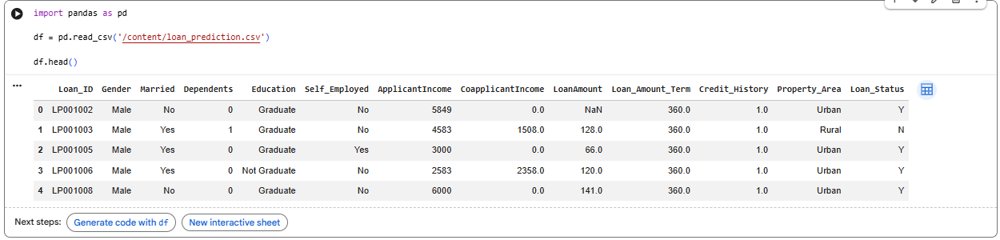 import pandas as pd
df = pd.read_csv('/content/loan_prediction.csv')
df.head()
Loan_ID Gender Married Dependents Education Self_Employed ApplicantIncome CoapplicantIncome LoanAmount Loan_Amount_Term Credit_History Property_Area Loan_Status
0 LP001002 Male No 0 Graduate No 5849 0.0 NaN 360.0 1.0 Urban Y
1 LP001003 Male Yes 1 Graduate No 4583 1508.0 128.0 360.0 1.0 Rural N
2 LP001005 Male Yes 0 Graduate Yes 3000 0.0 66.0 360.0 1.0 Urban Y
3 LP001006 Male Yes 0 Not Graduate No 2583 2358.0 120.0 360.0 1.0 Urban Y
4 LP001008 Male No 0 Graduate No 6000 0.0 141.0 360.0 1.0 Urban Y
Next steps: Generate code with df New interactive sheet